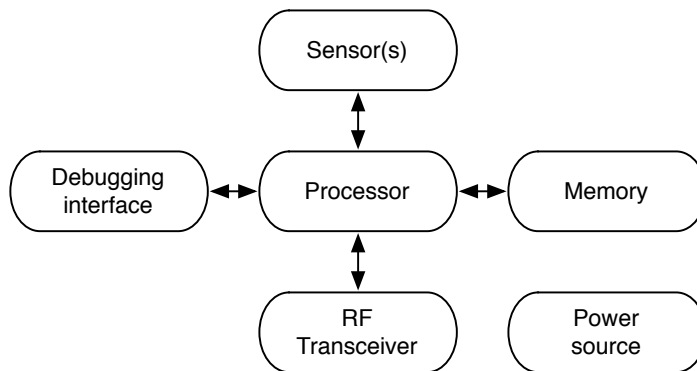 Sensor(s)
Debugging
interface
Processor
Memory
RF
Transceiver
Power
source